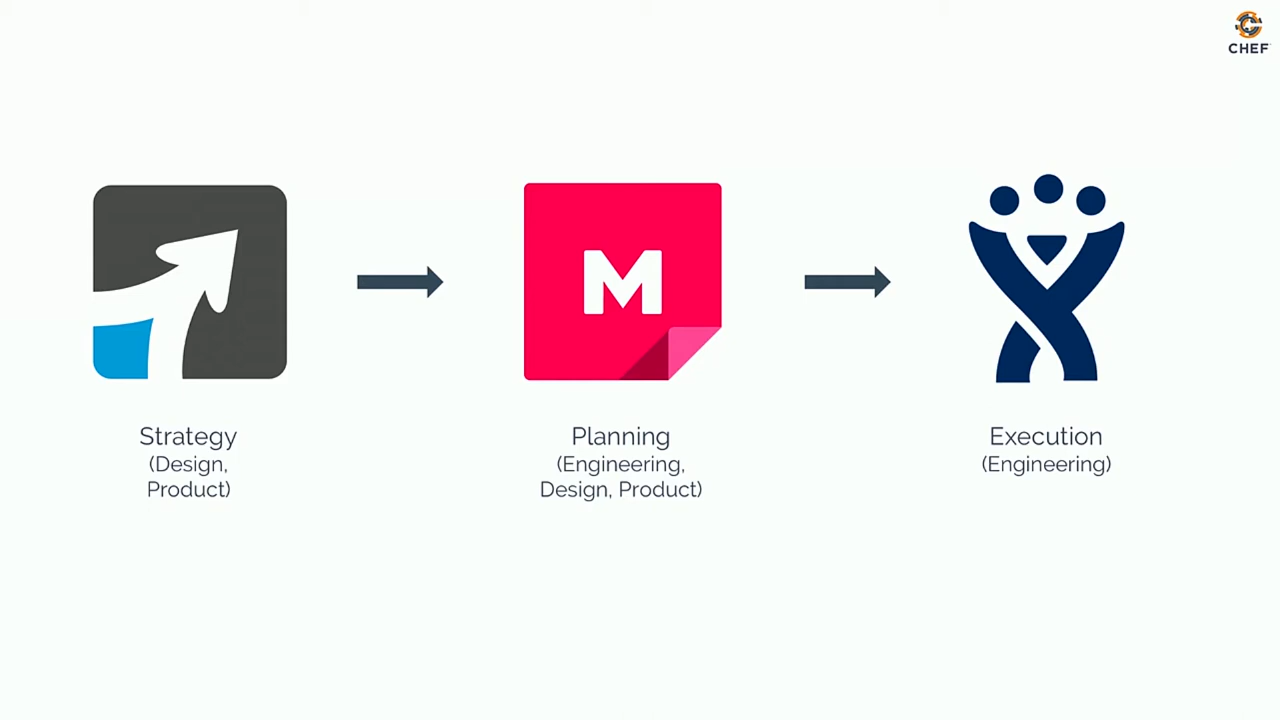 CHEF
M
Strategy
(Design,
Product)
Planning
(Engineering,
Design, Product)
Execution
(Engineering)